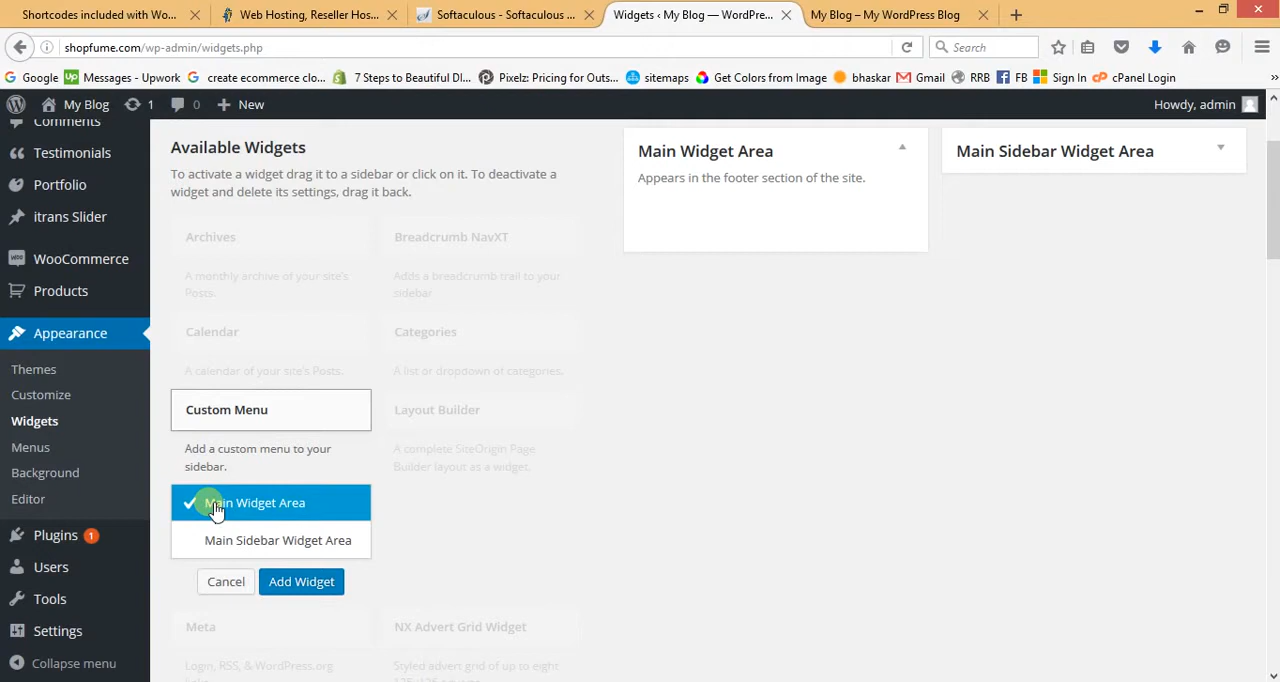 Shortcodes included with Wo...
Web Hosting, Reseller Hos...
Softaculous - Softaculous ...
Widgets ‹ My Blog — WordPre...
My Blog – My WordPress Blog
shopfume.com/wp-admin/widgets.php
Search
Google
Messages - Upwork
create ecommerce clo...
7 Steps to Beautiful DI...
Pixelz: Pricing for Outs...
sitemaps
Get Colors from Image
bhaskar
Gmail
RRB
FB
Sign In
cPanel Login
My Blog
1
0
New
Howdy, admin
Comments
Testimonials
Portfolio
itrans Slider
WooCommerce
Products
Appearance
Themes
Customize
Widgets
Menus
Background
Editor
Plugins 1
Users
Tools
Settings
Collapse menu
Available Widgets
To activate a widget drag it to a sidebar or click on it. To deactivate a
widget and delete its settings, drag it back.
Archives
A monthly archive of your site's
Posts.
Breadcrumb NavXT
Adds a breadcrumb trail to your
sidebar
Calendar
A calendar of your site's Posts.
Categories
A list or dropdown of categories.
Custom Menu
Add a custom menu to your
sidebar.
Layout Builder
A complete SiteOrigin Page
Builder layout as a widget.
Main Widget Area
Main Sidebar Widget Area
Cancel
Add Widget
Meta
Login, RSS, & WordPress.org
NX Advert Grid Widget
Styled advert grid of up to eight
Main Widget Area
Appears in the footer section of the site.
Main Sidebar Widget Area